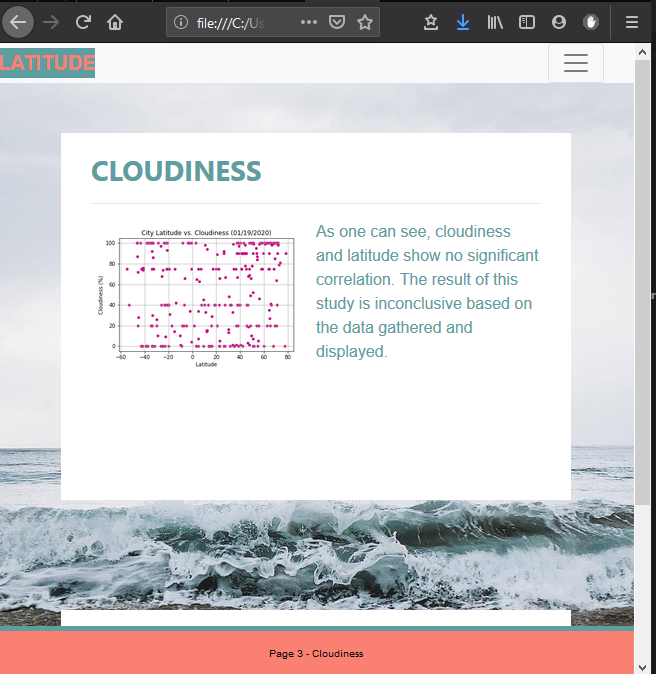 file:///C:/Us
LATITUDE
CLOUDINESS
City Latitude vs. Cloudiness (01/19/2020)
Cloudiness (%)
100
80
60
40
20
0
−60 −40 −20 0 20 40 60 80
Latitude
As one can see, cloudiness
and latitude show no significant
correlation. The result of this
study is inconclusive based on
the data gathered and
displayed.
Page 3 - Cloudiness